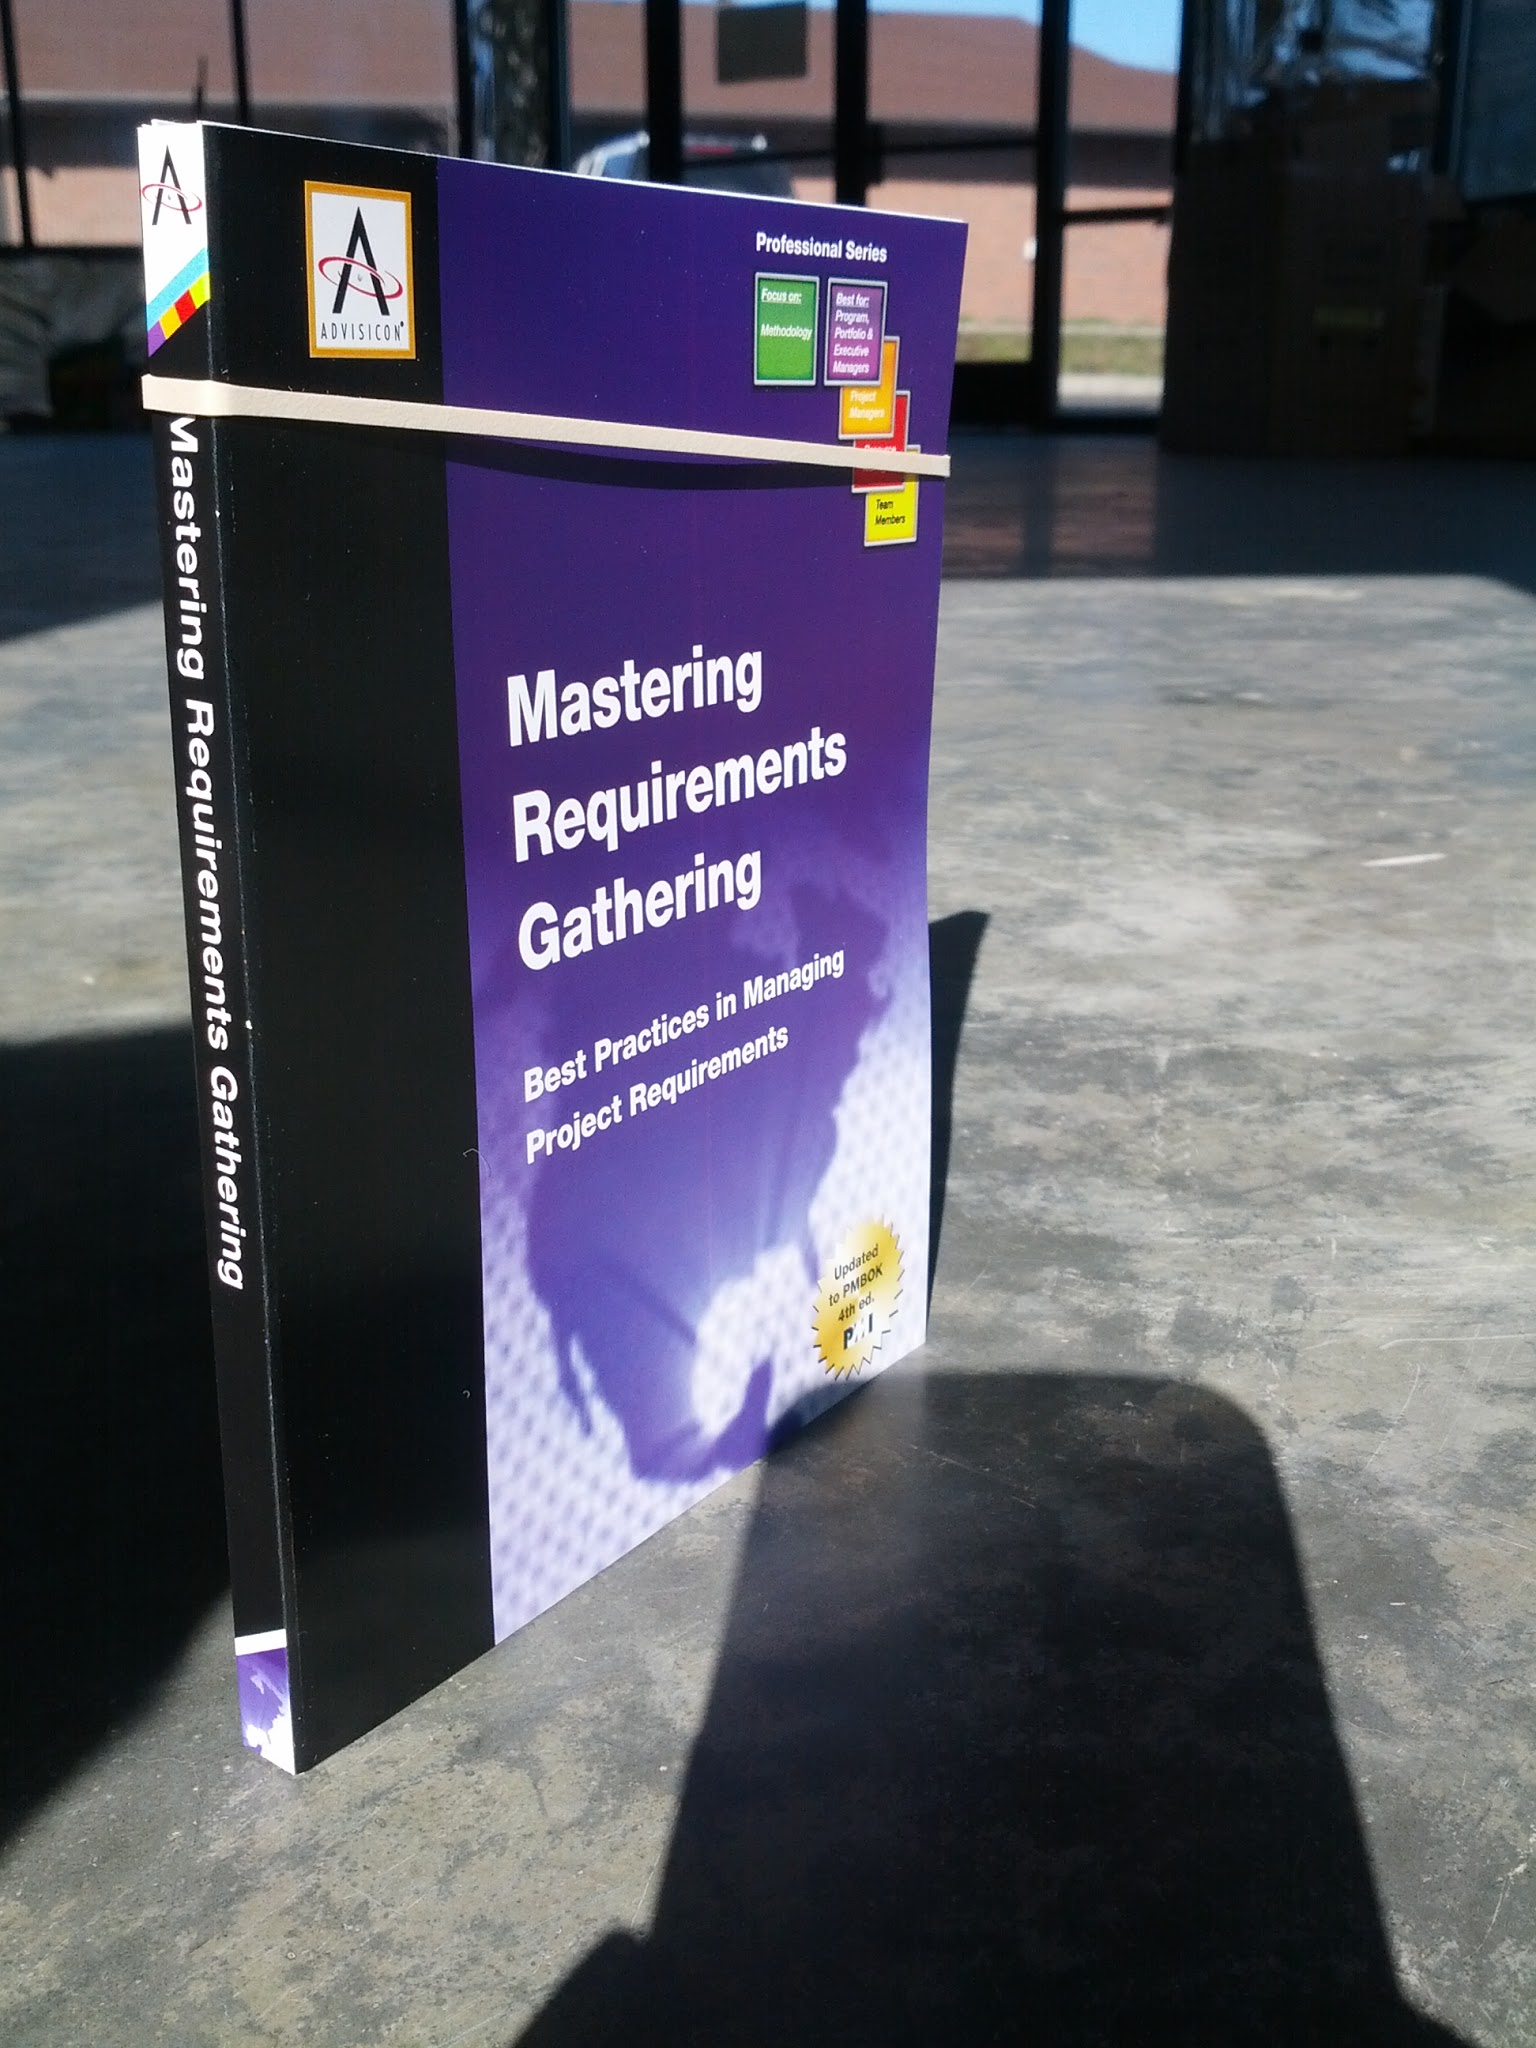 Mastering Requirements Gathering
ADVISICON
Professional Series
Focus on:
Methodology
Best for:
Program,
Portfolio &
Executive
Managers
Project
Managers
Team
Members
Mastering
Requirements
Gathering
Best Practices in Managing
Project Requirements
Updated
to PMBOK
4th ed.
PMI